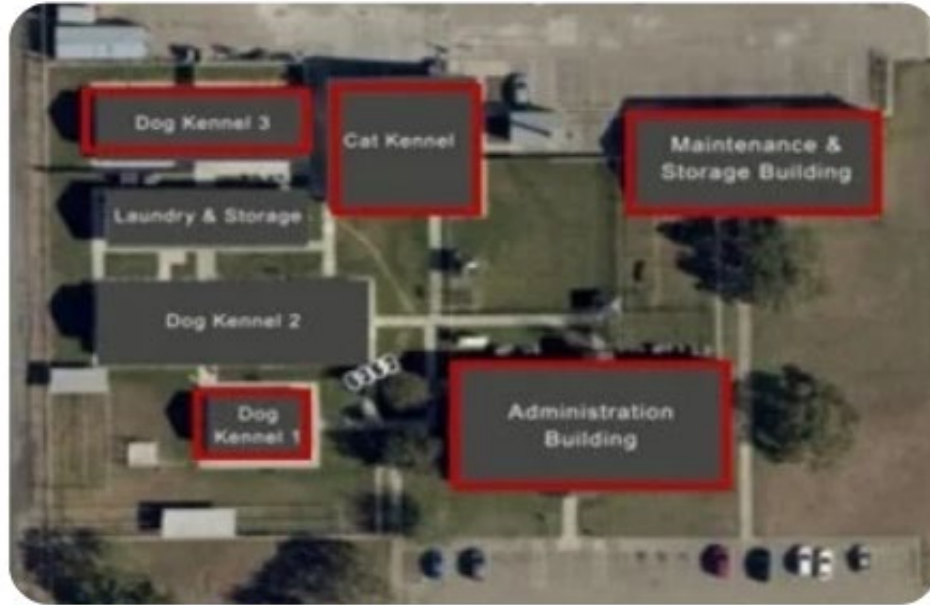 Dog Kennel 3
Cat Kennel
Maintenance &
Storage Building
Laundry & Storage
Dog Kennel 2
Dog
Kennel 1
Administration
Building